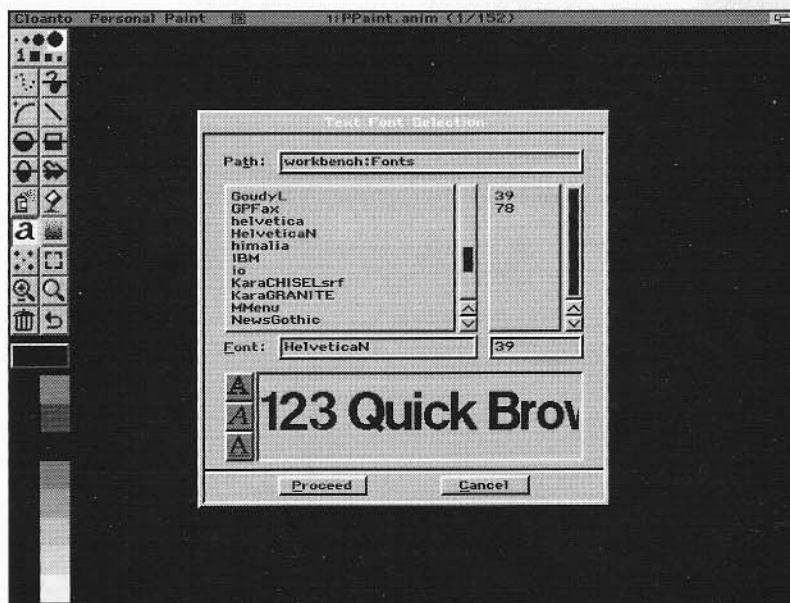 Cloanto Personal Paint 1:PPaint.anim (1/152)
1
a
Text Font Selection
Path: workbench:Fonts
GoudyL 39
GPFax 78
helvetica
HelveticaN
himalia
IBM
io
KaraCHISELsrf
KaraGRANITE
MMenu
NewsGothic
Font: HelveticaN 39
A
A
A
123 Quick Brov
Proceed Cancel